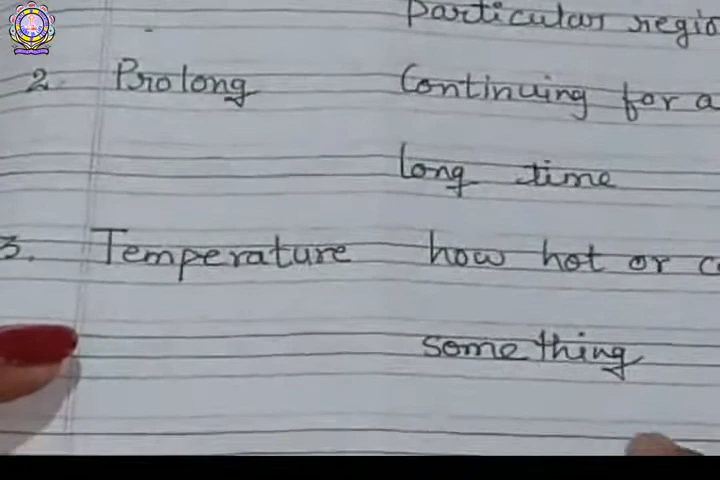 particular regio
2. Prolong Continuing for a
long time
3. Temperature how hot or c
something